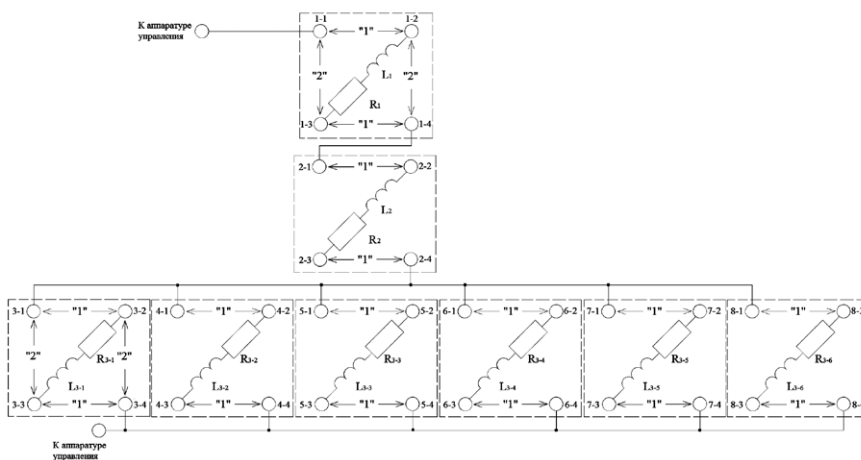 К аппаратуре
управления
1-1 "1" 1-2
"2" L1 "2"
R1
1-3 "1" 1-4
2-1 "1" 2-2
L2
R2
2-3 "1" 2-4
3-1 "1" 3-2 4-1 "1" 4-2 5-1 "1" 5-2 6-1 "1" 6-2 7-1 "1" 7-2 8-1 "1"
"2" R3-1 "2" R3-2 R3-3 R3-4 R3-5 R3-6
L3-1 L3-2 L3-3 L3-4 L3-5 L3-6
3-3 "1" 3-4 4-3 "1" 4-4 5-3 "1" 5-4 6-3 "1" 6-4 7-3 "1" 7-4 8-3 "1"
К аппаратуре
управления